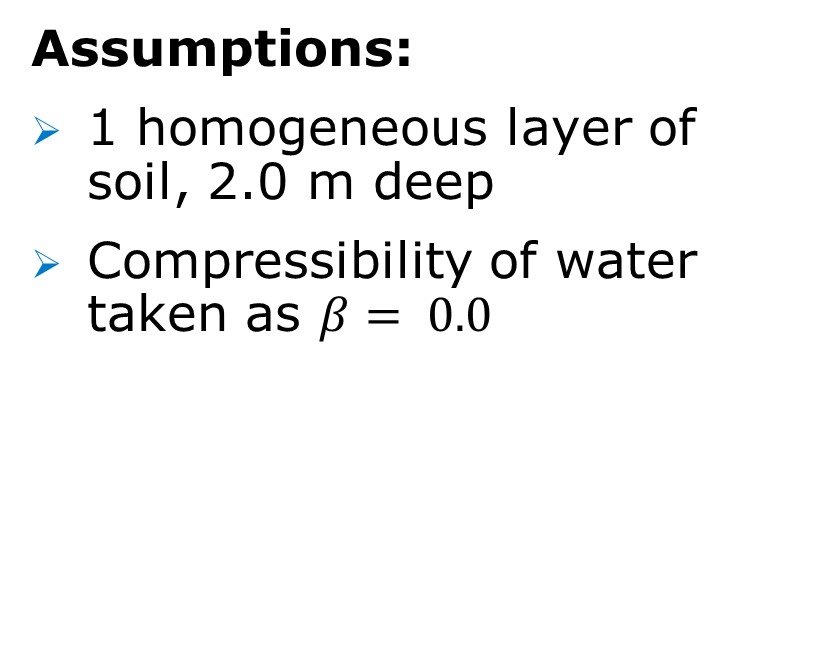 Assumptions:
➢ 1 homogeneous layer of
soil, 2.0 m deep
➢ Compressibility of water
taken as β = 0.0